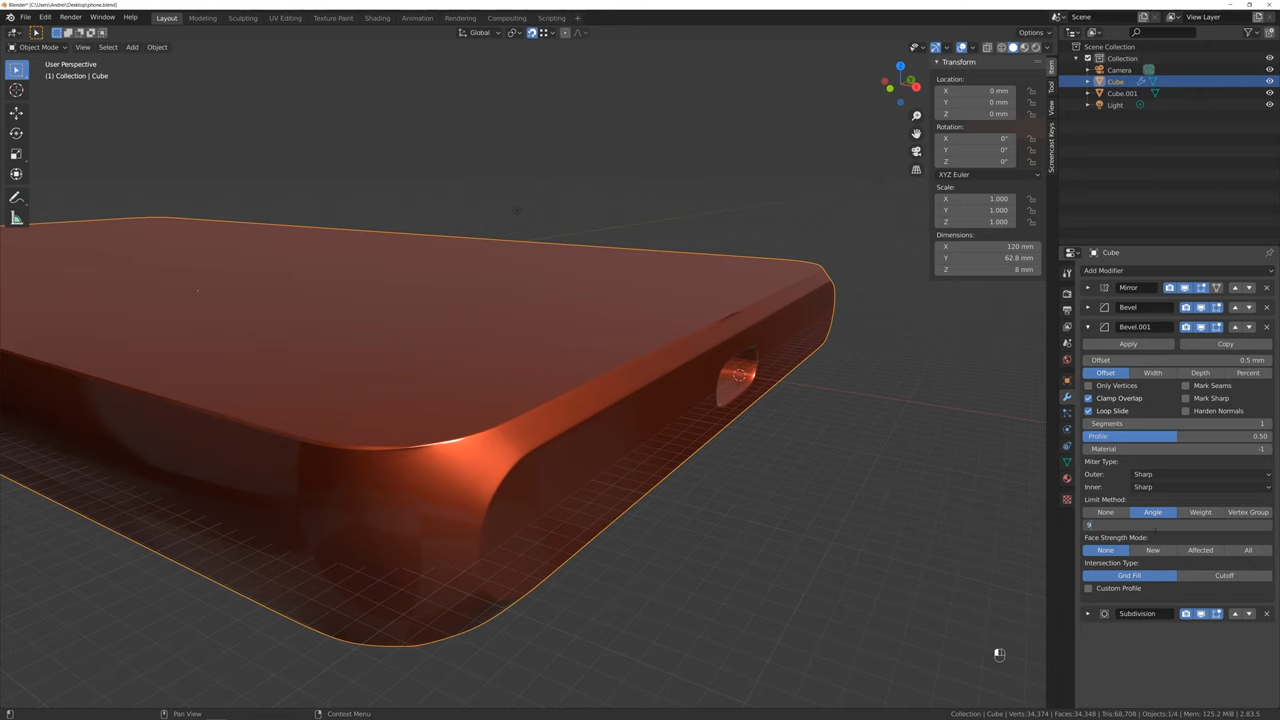 Blender* [C:\Users\Andrei\Desktop\phone.blend]
File Edit Render Window Help
Layout Modeling Sculpting UV Editing Texture Paint Shading Animation Rendering Compositing Scripting +
Scene
View Layer
Global
Options
Object Mode View Select Add Object
User Perspective
(1) Collection | Cube
Transform
Location:
X 0 mm
Y 0 mm
Z 0 mm
Rotation:
X 0°
Y 0°
Z 0°
XYZ Euler
Scale:
X 1.000
Y 1.000
Z 1.000
Dimensions:
X 120 mm
Y 62.8 mm
Z 8 mm
Item
Tool
View
Screencast Keys
Scene Collection
Collection
Camera
Cube
Cube.001
Light
Cube
Add Modifier
Mirror
Bevel
Bevel.001
Apply Copy
Offset 0.5 mm
Offset Width Depth Percent
Only Vertices Mark Seams
Clamp Overlap Mark Sharp
Loop Slide Harden Normals
Segments 1
Profile 0.50
Material -1
Miter Type:
Outer: Sharp
Inner: Sharp
Limit Method:
None Angle Weight Vertex Group
9
Face Strength Mode:
None New Affected All
Intersection Type:
Grid Fill Cutoff
Custom Profile
Subdivision
Pan View
Context Menu
Collection | Cube | Verts:34,374 | Faces:34,348 | Tris:68,708 | Objects:1/4 | Mem: 125.2 MiB | 2.83.5